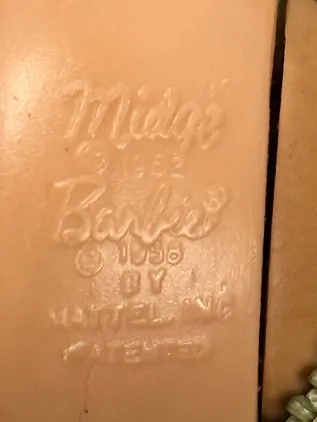 Midge
© 1962
Barbie®
© 1958
BY
MATTEL, INC.
PATENTED